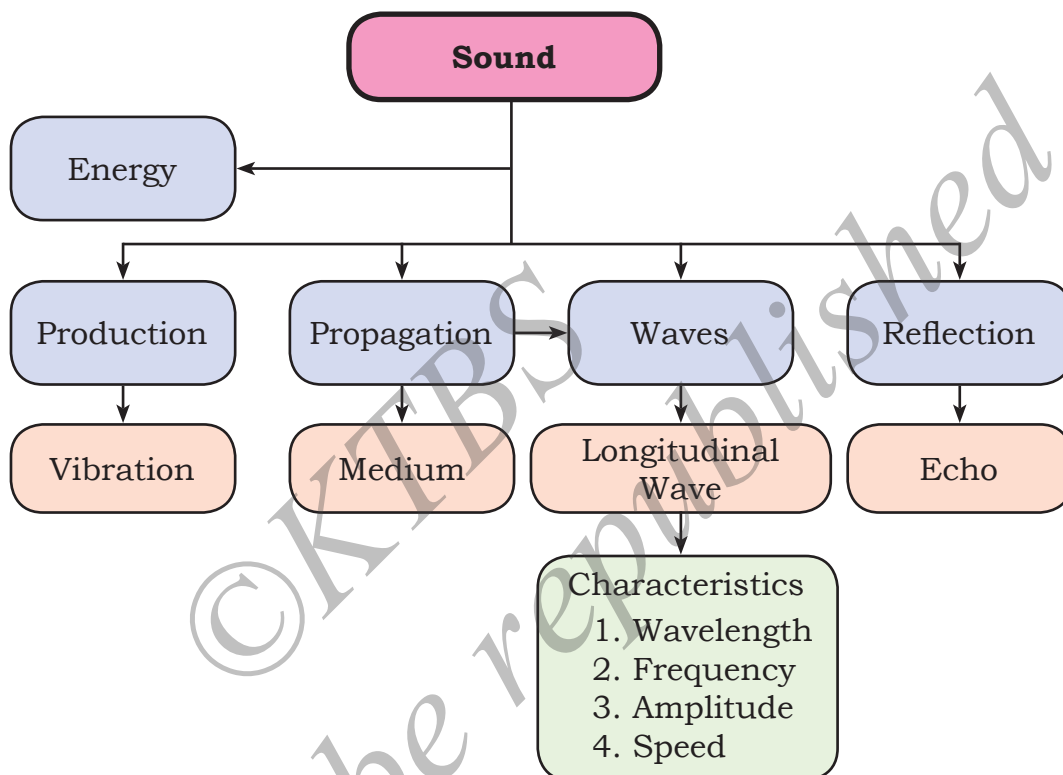 Sound
Energy
Production
Propagation
Waves
Reflection
Vibration
Medium
Longitudinal
Wave
Echo
Characteristics
1. Wavelength
2. Frequency
3. Amplitude
4. Speed
©KTBS
be republished